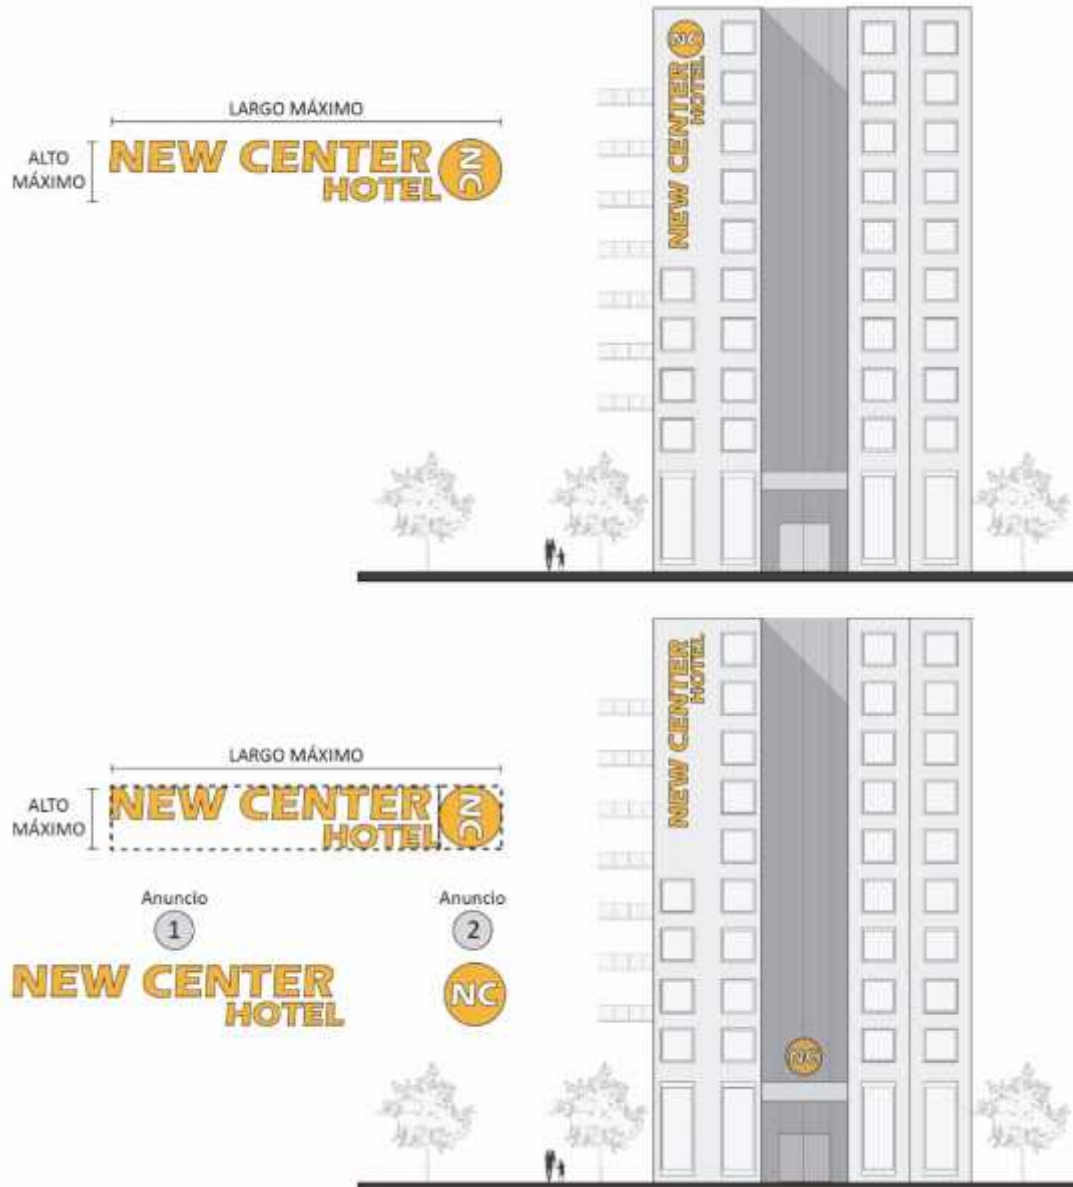 LARGO MÁXIMO
ALTO
MÁXIMO
NEW CENTER
HOTEL
NC
NC
NEW CENTER
HOTEL
LARGO MÁXIMO
ALTO
MÁXIMO
NEW CENTER
HOTEL
NC
Anuncio
1
Anuncio
2
NEW CENTER
HOTEL
NC
NEW CENTER
HOTEL
NC